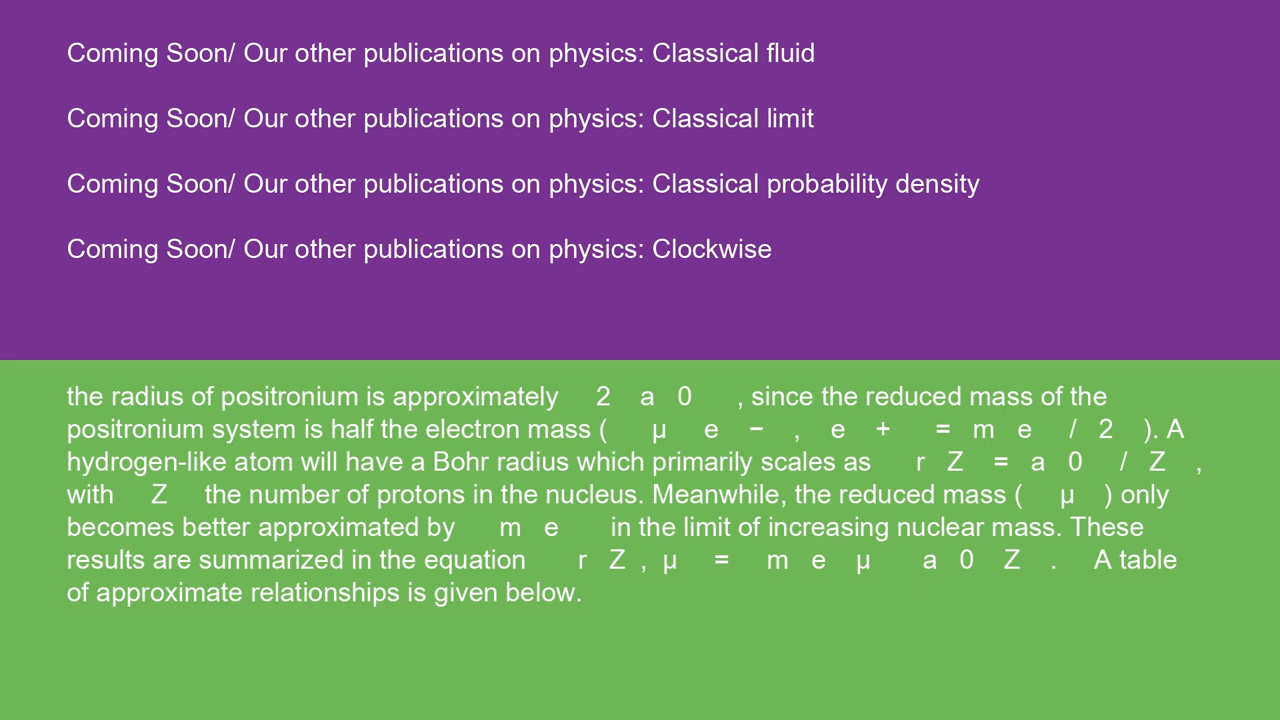 Coming Soon/ Our other publications on physics: Classical fluid
Coming Soon/ Our other publications on physics: Classical limit
Coming Soon/ Our other publications on physics: Classical probability density
Coming Soon/ Our other publications on physics: Clockwise
the radius of positronium is approximately 2 a 0 , since the reduced mass of the
positronium system is half the electron mass ( μ e − , e + = m e / 2 ). A
hydrogen-like atom will have a Bohr radius which primarily scales as r Z = a 0 / Z ,
with Z the number of protons in the nucleus. Meanwhile, the reduced mass ( μ ) only
becomes better approximated by m e in the limit of increasing nuclear mass. These
results are summarized in the equation r Z , μ = m e μ a 0 Z . A table
of approximate relationships is given below.